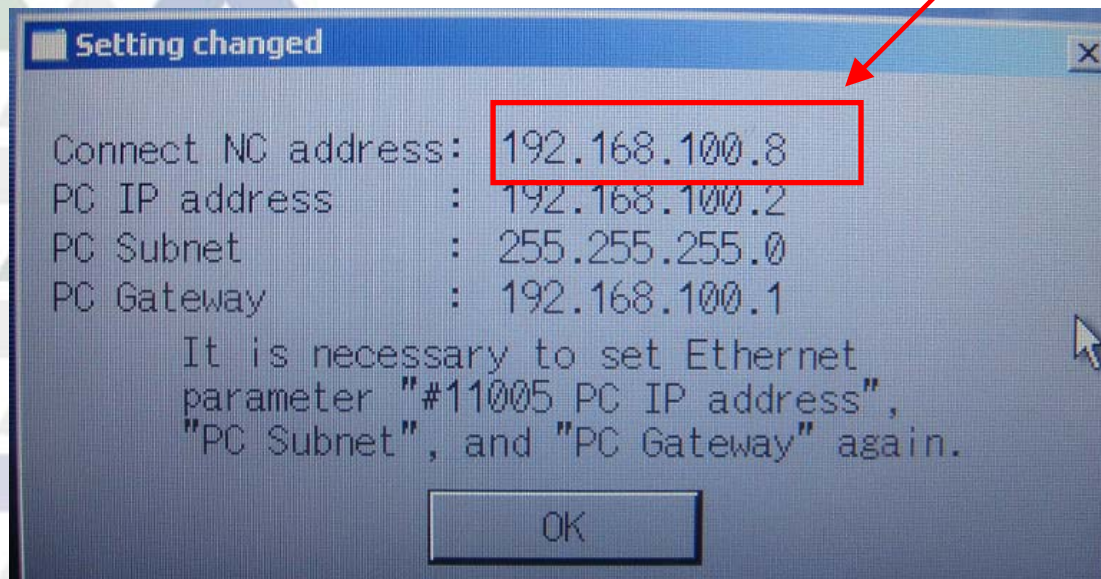 Setting changed
Connect NC address: 192.168.100.8
PC IP address : 192.168.100.2
PC Subnet : 255.255.255.0
PC Gateway : 192.168.100.1
It is necessary to set Ethernet
parameter "#11005 PC IP address",
"PC Subnet", and "PC Gateway" again.
OK